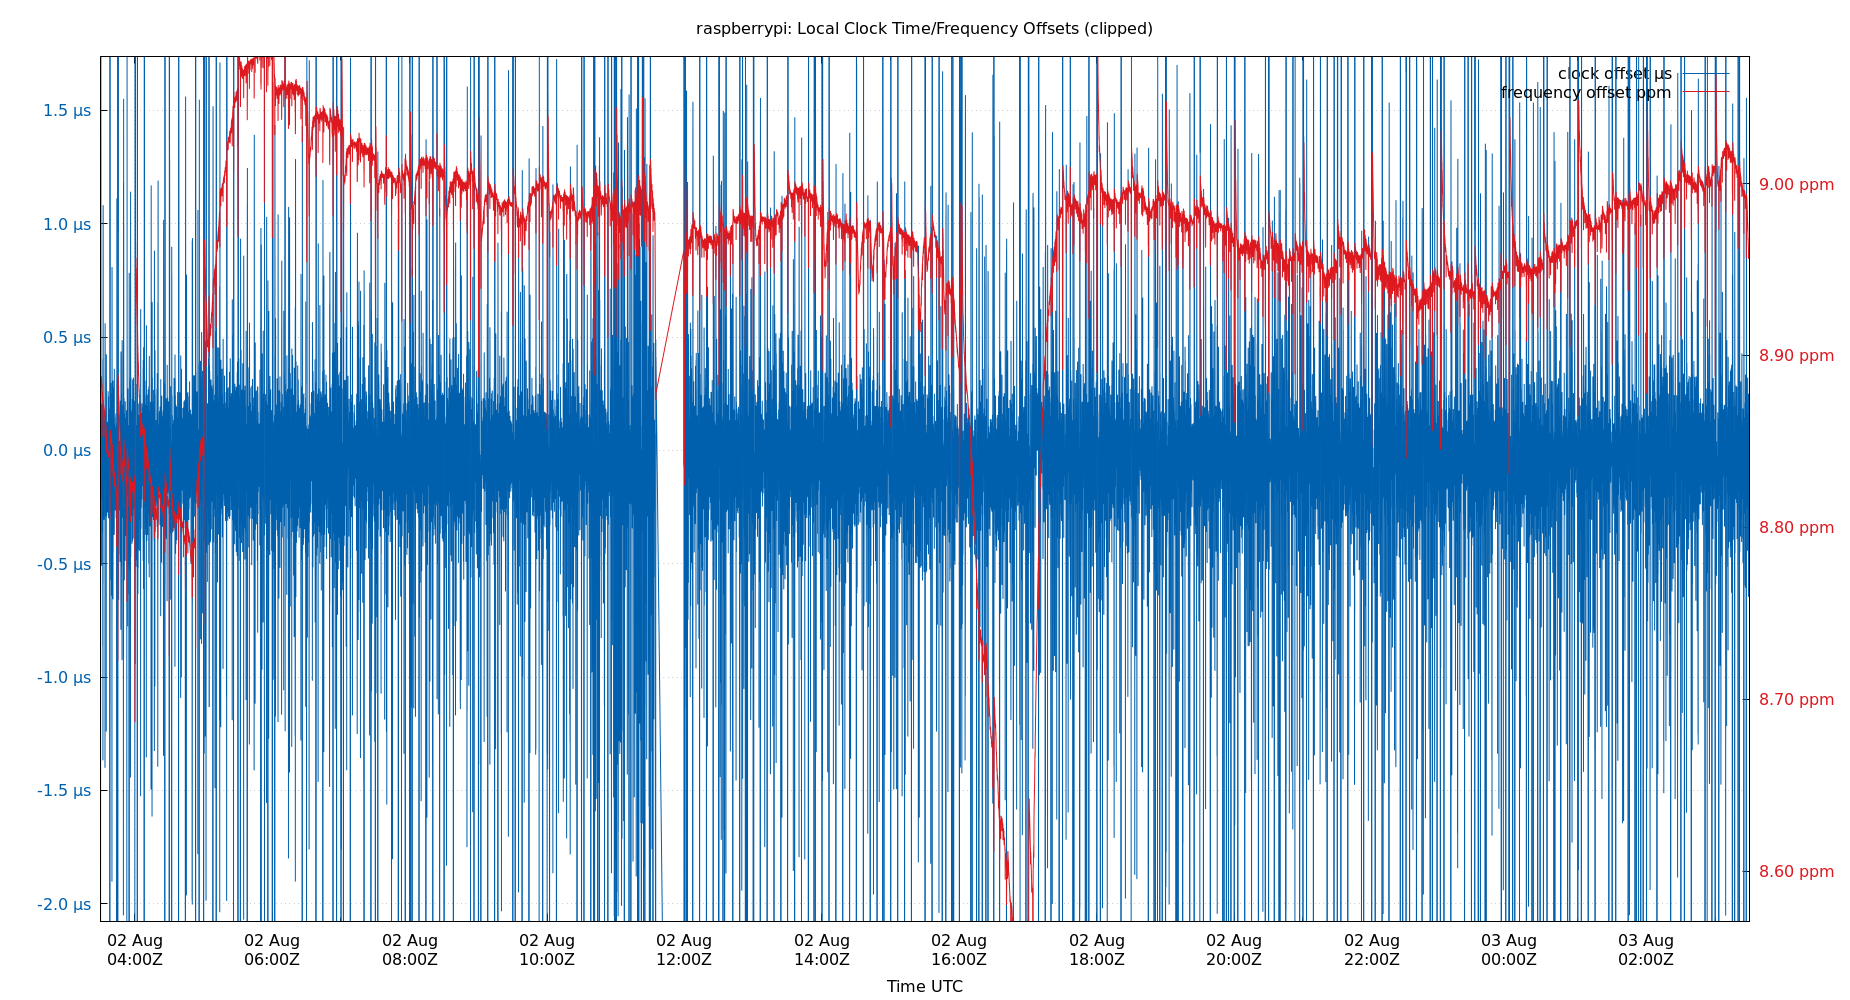 raspberrypi: Local Clock Time/Frequency Offsets (clipped)
clock offset µs
frequency offset ppm
1.5 µs
1.0 µs
0.5 µs
0.0 µs
-0.5 µs
-1.0 µs
-1.5 µs
-2.0 µs
9.00 ppm
8.90 ppm
8.80 ppm
8.70 ppm
8.60 ppm
02 Aug 02 Aug 02 Aug 02 Aug 02 Aug 02 Aug 02 Aug 02 Aug 02 Aug 02 Aug 03 Aug 03 Aug
04:00Z 06:00Z 08:00Z 10:00Z 12:00Z 14:00Z 16:00Z 18:00Z 20:00Z 22:00Z 00:00Z 02:00Z
Time UTC